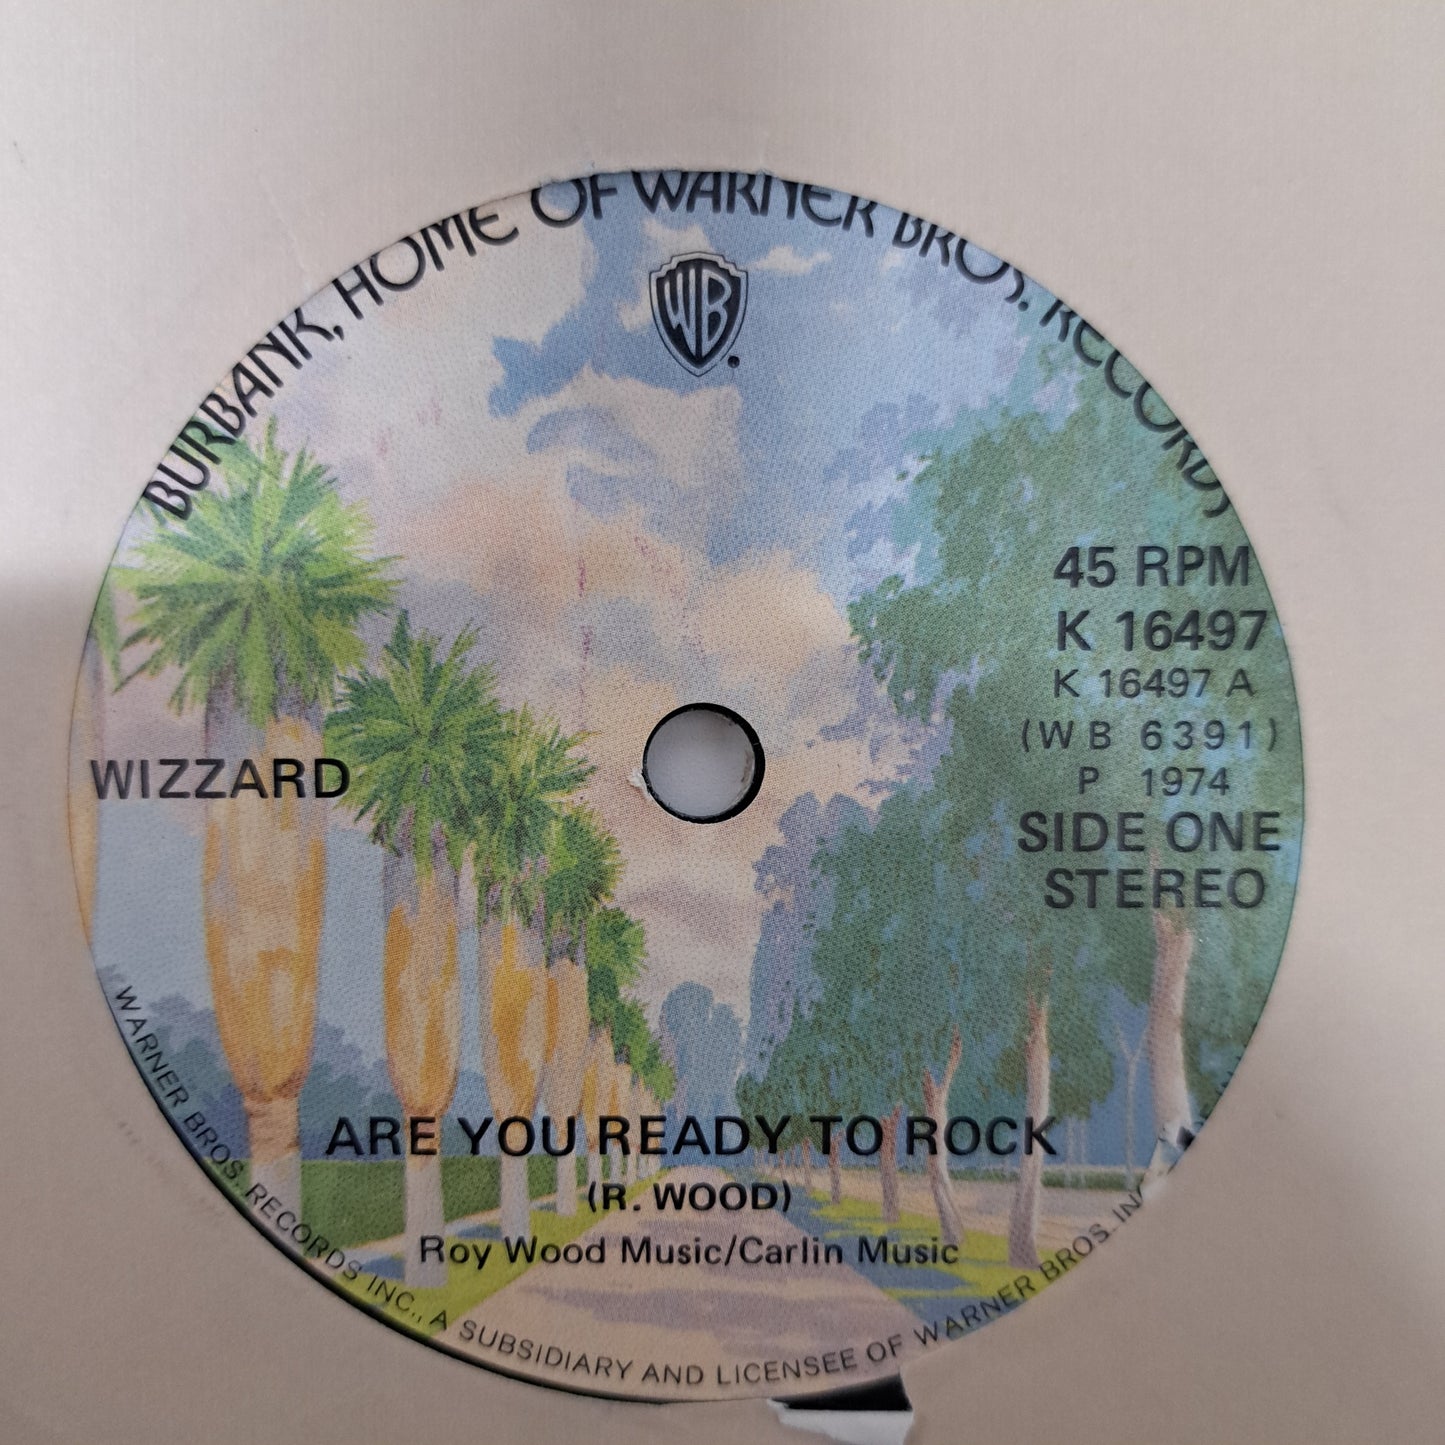 BURBANK, HOME OF WARNER BROS. RECORDS
WB
45 RPM
K 16497
K 16497 A
(WB 6391)
P 1974
SIDE ONE
STEREO
WIZZARD
ARE YOU READY TO ROCK
(R. WOOD)
Roy Wood Music/Carlin Music
WARNER BROS. RECORDS INC., A SUBSIDIARY AND LICENSEE OF WARNER BROS. INC